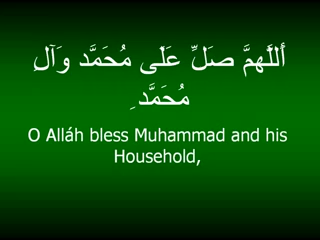 أَللَّهمَّ صَلِّ عَلَى مُحَمَّد وَآلِ
مُحَمَّد ِ
O Alláh bless Muhammad and his
Household,